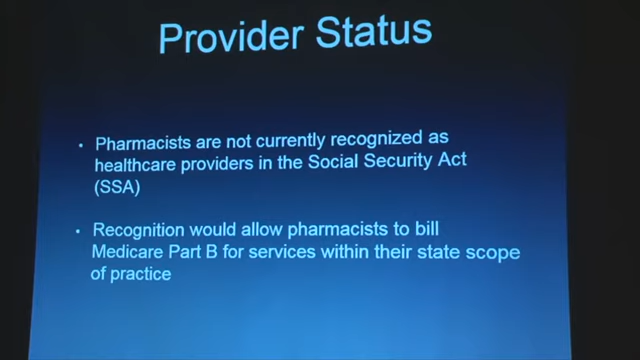 Provider Status
• Pharmacists are not currently recognized as
healthcare providers in the Social Security Act
(SSA)
• Recognition would allow pharmacists to bill
Medicare Part B for services within their state scope
of practice